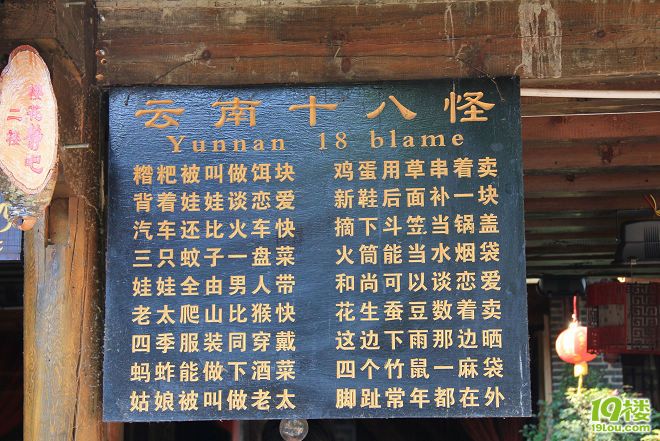 云南十八怪
Yunnan 18 blame
糌粑被叫做饵块
背着娃娃谈恋爱
汽车还比火车快
三只蚊子一盘菜
娃娃全由男人带
老太爬山比猴快
四季服装同穿戴
蚂蚱能做下酒菜
姑娘被叫做老太
鸡蛋用草串着卖
新鞋后面补一块
摘下斗笠当锅盖
火筒能当水烟袋
和尚可以谈恋爱
花生蚕豆数着卖
这边下雨那边晒
四个竹鼠一麻袋
脚趾常年都在外
静吧
二楼
19楼
19lou.com